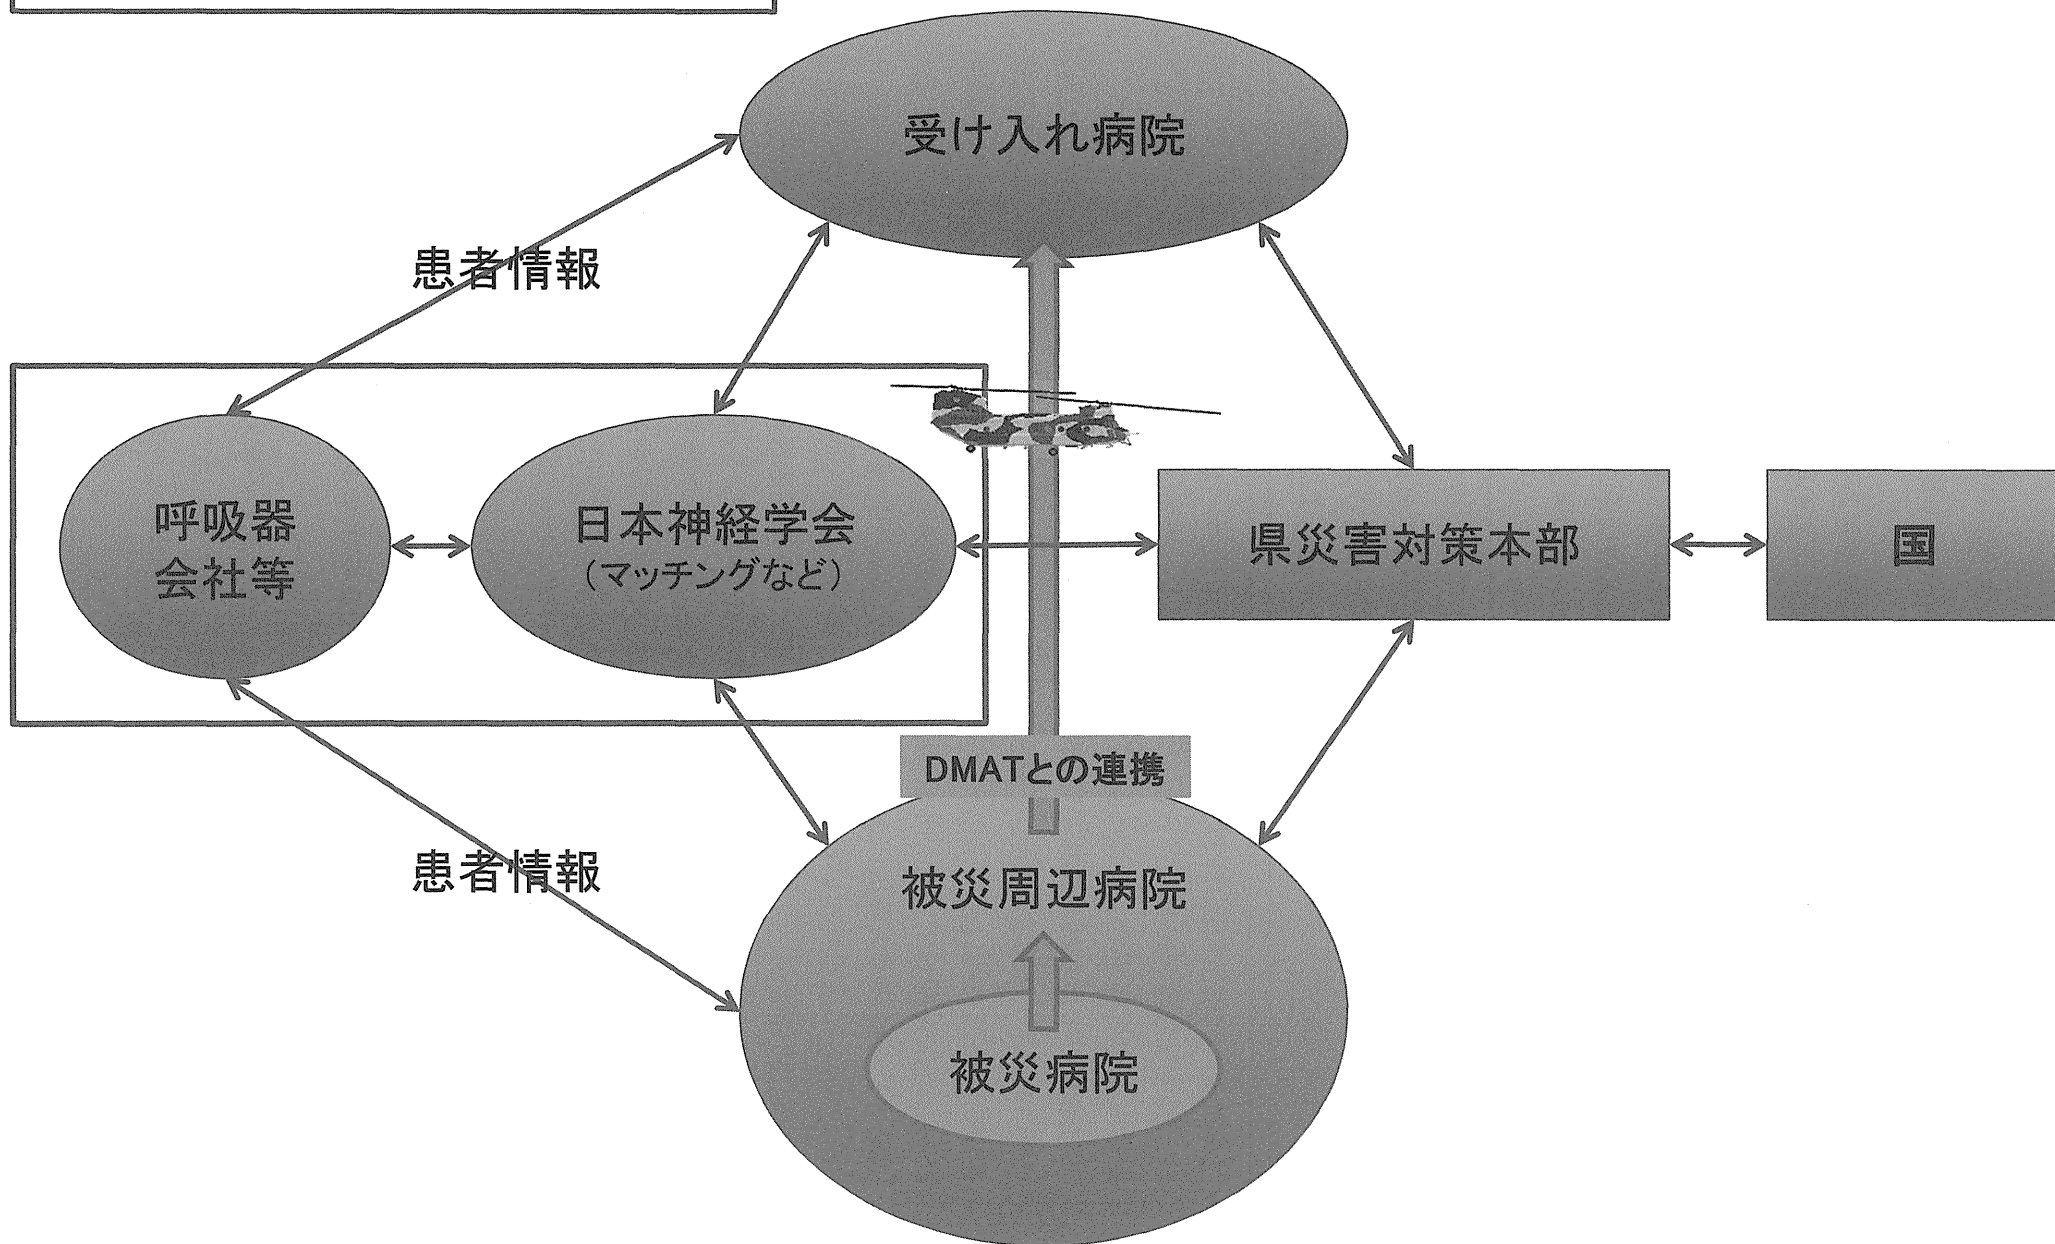 受け入れ病院
患者情報
呼吸器
会社等
日本神経学会
（マッチングなど）
県災害対策本部
国
DMATとの連携
患者情報
被災周辺病院
被災病院